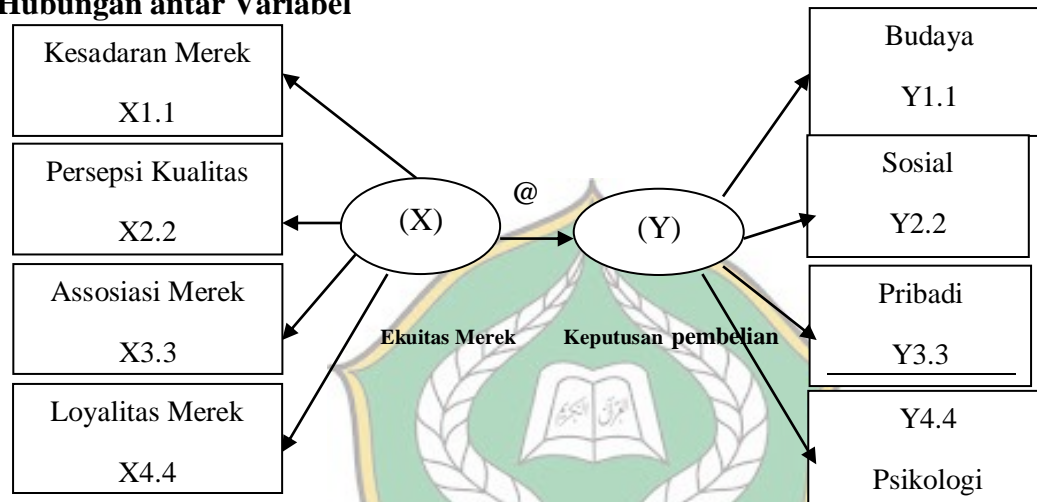 Hubungan antar Variabel
Kesadaran Merek
X1.1
Persepsi Kualitas
X2.2
Assosiasi Merek
X3.3
Loyalitas Merek
X4.4
(X)
@
(Y)
Ekuitas Merek
Keputusan pembelian
Budaya
Y1.1
Sosial
Y2.2
Pribadi
Y3.3
Y4.4
Psikologi